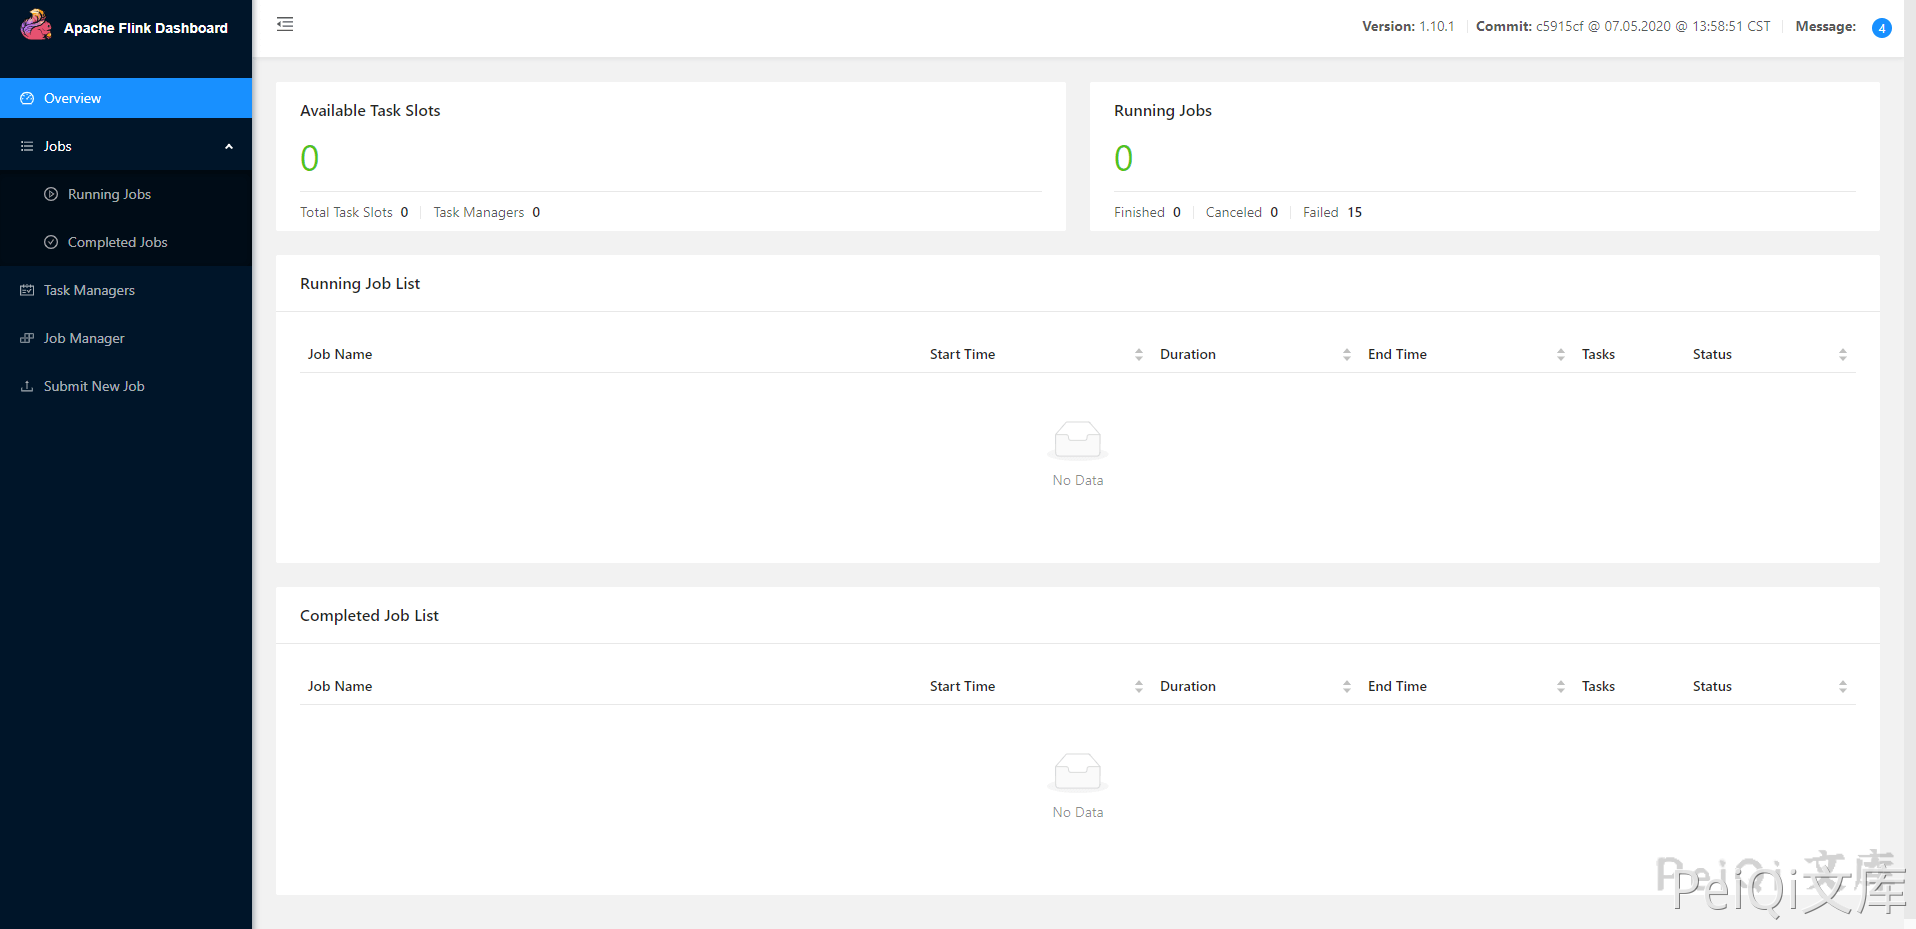 Apache Flink Dashboard
Version: 1.10.1 Commit: c5915cf @ 07.05.2020 @ 13:58:51 CST Message: 4
Overview
Jobs
Running Jobs
Completed Jobs
Task Managers
Job Manager
Submit New Job
Available Task Slots
0
Total Task Slots 0 Task Managers 0
Running Jobs
0
Finished 0 Canceled 0 Failed 15
Running Job List
Job Name Start Time Duration End Time Tasks Status
No Data
Completed Job List
Job Name Start Time Duration End Time Tasks Status
No Data
PeiQi 文库
PeiQi文库